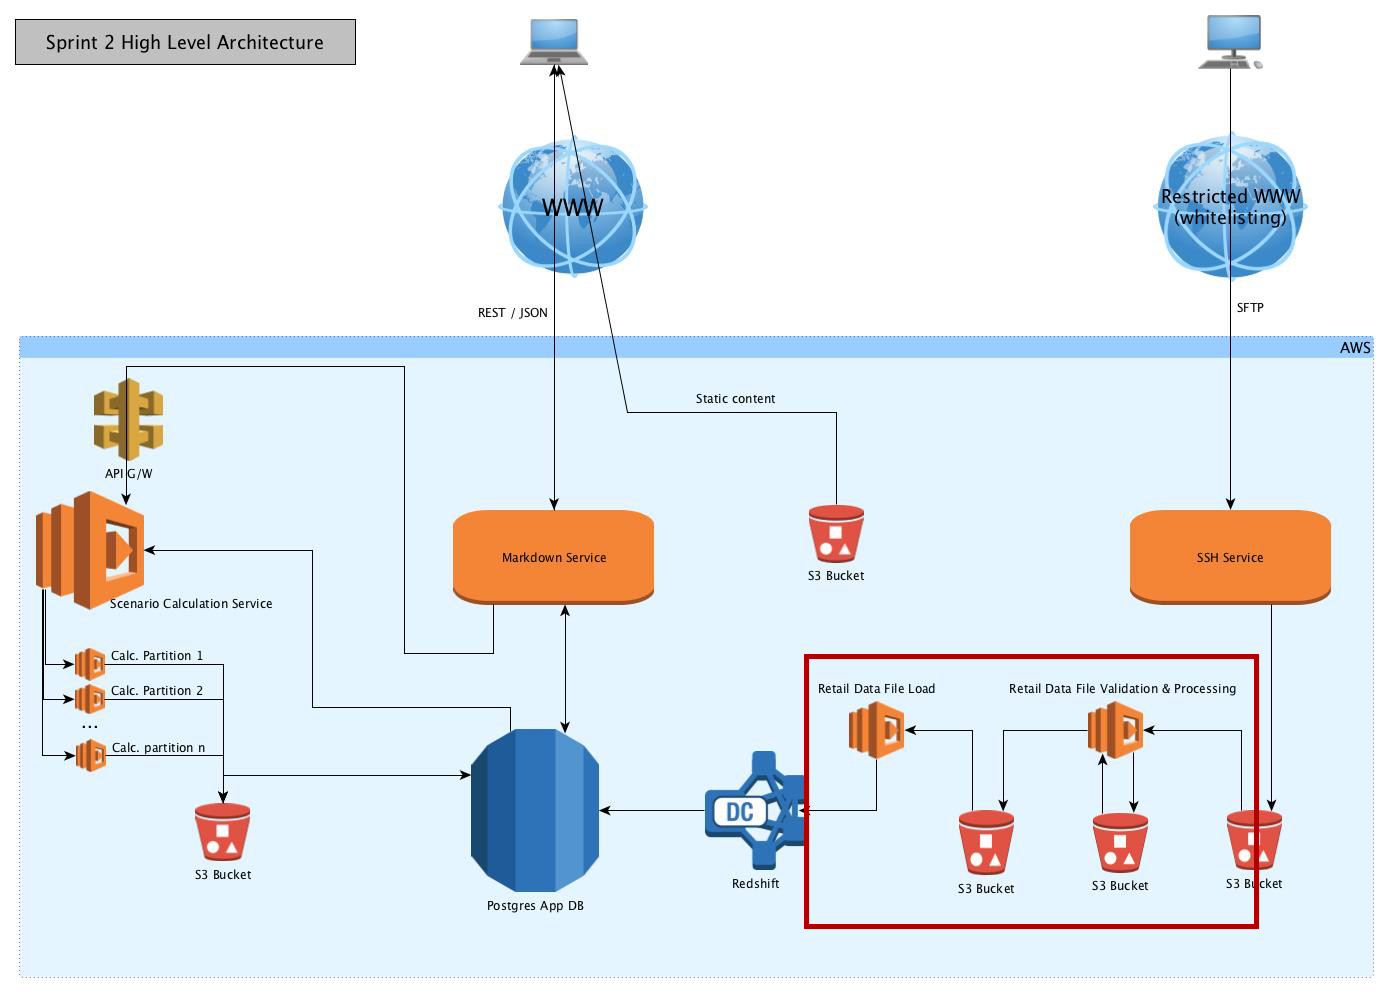 Sprint 2 High Level Architecture
WWW
Restricted WWW
(whitelisting)
REST / JSON
SFTP
AWS
Static content
API G/W
Markdown Service
SSH Service
S3 Bucket
Scenario Calculation Service
Calc. Partition 1
Calc. Partition 2
...
Calc. partition n
Retail Data File Load
Retail Data File Validation & Processing
DC
S3 Bucket
Postgres App DB
Redshift
S3 Bucket
S3 Bucket
S3 Bucket